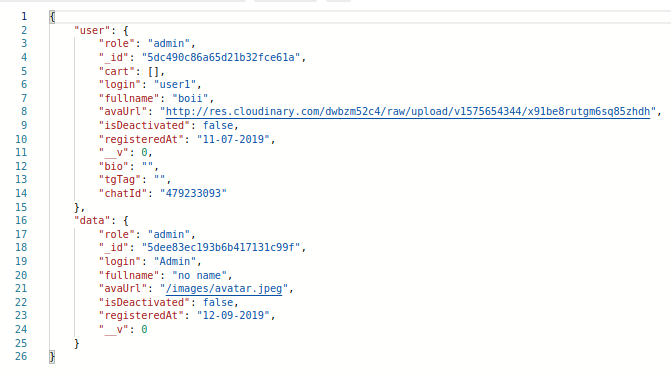 1 {
2 "user": {
3 "role": "admin",
4 "_id": "5dc490c86a65d21b32fce61a",
5 "cart": [],
6 "login": "user1",
7 "fullname": "boii",
8 "avaUrl": "http://res.cloudinary.com/dwbzm52c4/raw/upload/v1575654344/x91be8rutgm6sq85zhdh",
9 "isDeactivated": false,
10 "registeredAt": "11-07-2019",
11 "__v": 0,
12 "bio": "",
13 "tgTag": "",
14 "chatId": "479233093"
15 },
16 "data": {
17 "role": "admin",
18 "_id": "5dee83ec193b6b417131c99f",
19 "login": "Admin",
20 "fullname": "no name",
21 "avaUrl": "/images/avatar.jpeg",
22 "isDeactivated": false,
23 "registeredAt": "12-09-2019",
24 "__v": 0
25 }
26 }